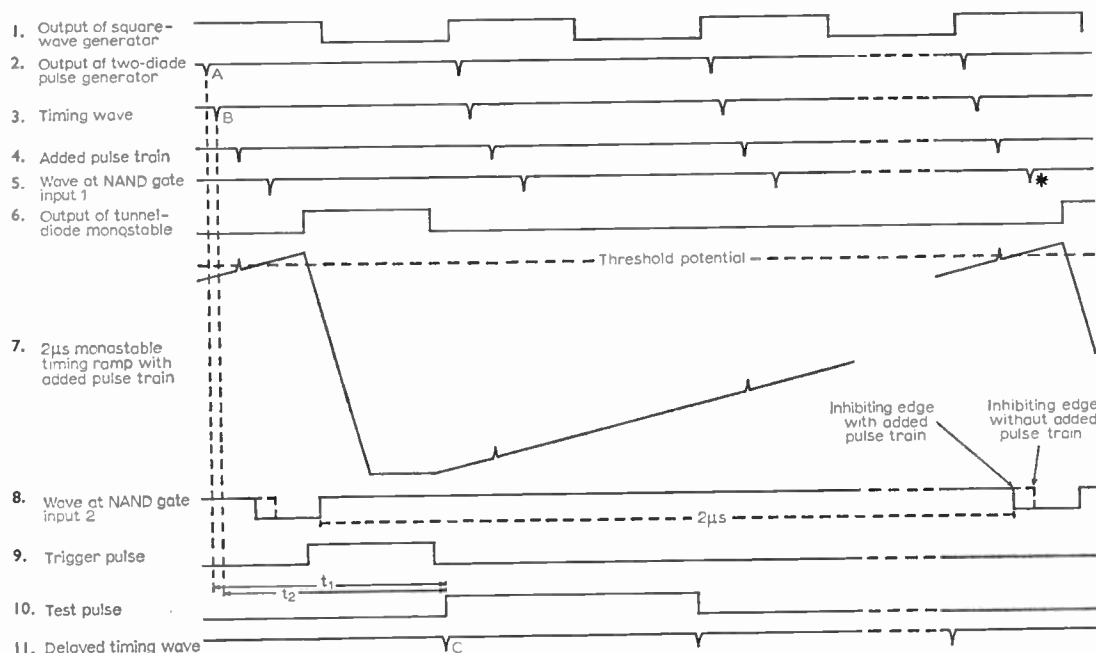 1. Output of square-
wave generator
2. Output of two-diode
pulse generator
A
3. Timing wave
B
4. Added pulse train
5. Wave at NAND gate
input 1
*
6. Output of tunnel-
diode monostable
Threshold potential
7. 2μs monastable
timing ramp with
added pulse train
Inhibiting edge
with added
pulse train
Inhibiting edge
without added
pulse train
8. Wave at NAND gate
input 2
2μs
9. Trigger pulse
t1
t2
10. Test pulse
11. Delayed timing wave
C